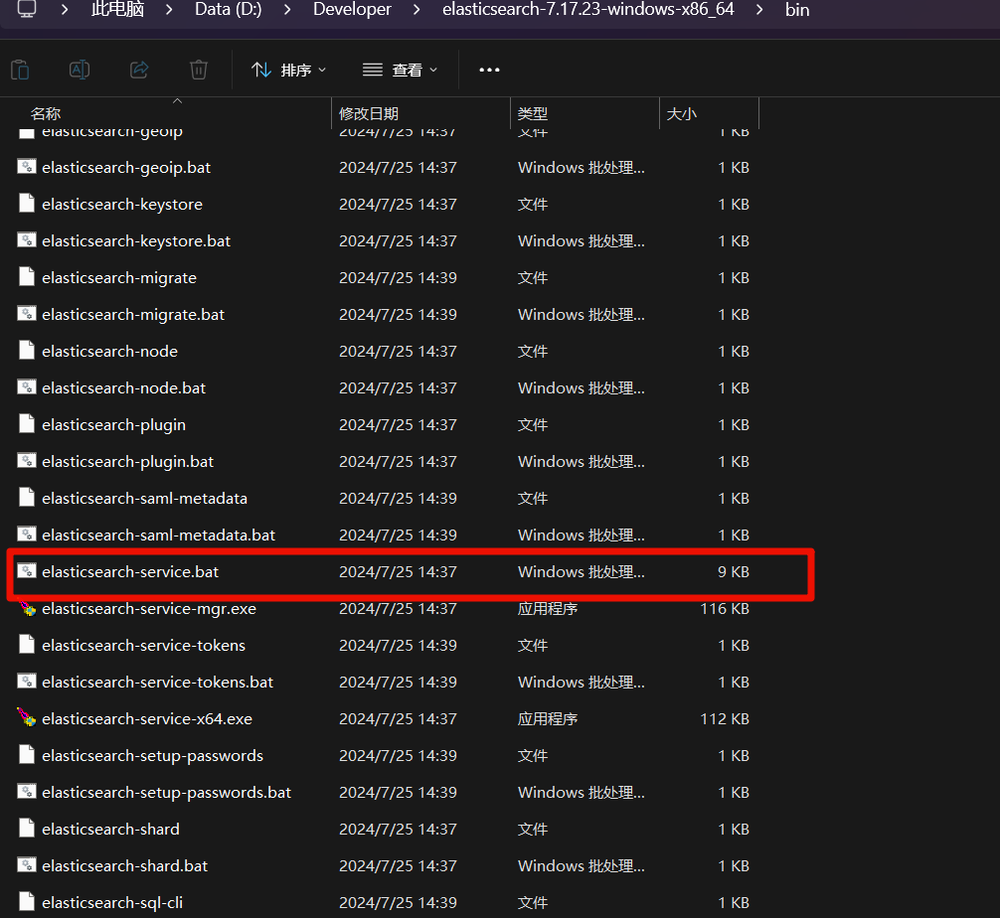 此电脑 > Data (D:) > Developer > elasticsearch-7.17.23-windows-x86_64 > bin
排序 查看
名称 修改日期 类型 大小
elasticsearch-geoip 2024/7/25 14:37 文件 1 KB
elasticsearch-geoip.bat 2024/7/25 14:37 Windows 批处理... 1 KB
elasticsearch-keystore 2024/7/25 14:37 文件 1 KB
elasticsearch-keystore.bat 2024/7/25 14:37 Windows 批处理... 1 KB
elasticsearch-migrate 2024/7/25 14:39 文件 1 KB
elasticsearch-migrate.bat 2024/7/25 14:39 Windows 批处理... 1 KB
elasticsearch-node 2024/7/25 14:37 文件 1 KB
elasticsearch-node.bat 2024/7/25 14:37 Windows 批处理... 1 KB
elasticsearch-plugin 2024/7/25 14:37 文件 1 KB
elasticsearch-plugin.bat 2024/7/25 14:37 Windows 批处理... 1 KB
elasticsearch-saml-metadata 2024/7/25 14:39 文件 1 KB
elasticsearch-saml-metadata.bat 2024/7/25 14:39 Windows 批处理... 1 KB
elasticsearch-service.bat 2024/7/25 14:37 Windows 批处理... 9 KB
elasticsearch-service-mgr.exe 2024/7/25 14:37 应用程序 116 KB
elasticsearch-service-tokens 2024/7/25 14:39 文件 1 KB
elasticsearch-service-tokens.bat 2024/7/25 14:39 Windows 批处理... 1 KB
elasticsearch-service-x64.exe 2024/7/25 14:37 应用程序 112 KB
elasticsearch-setup-passwords 2024/7/25 14:39 文件 1 KB
elasticsearch-setup-passwords.bat 2024/7/25 14:39 Windows 批处理... 1 KB
elasticsearch-shard 2024/7/25 14:37 文件 1 KB
elasticsearch-shard.bat 2024/7/25 14:37 Windows 批处理... 1 KB
elasticsearch-sql-cli 2024/7/25 14:39 文件 1 KB